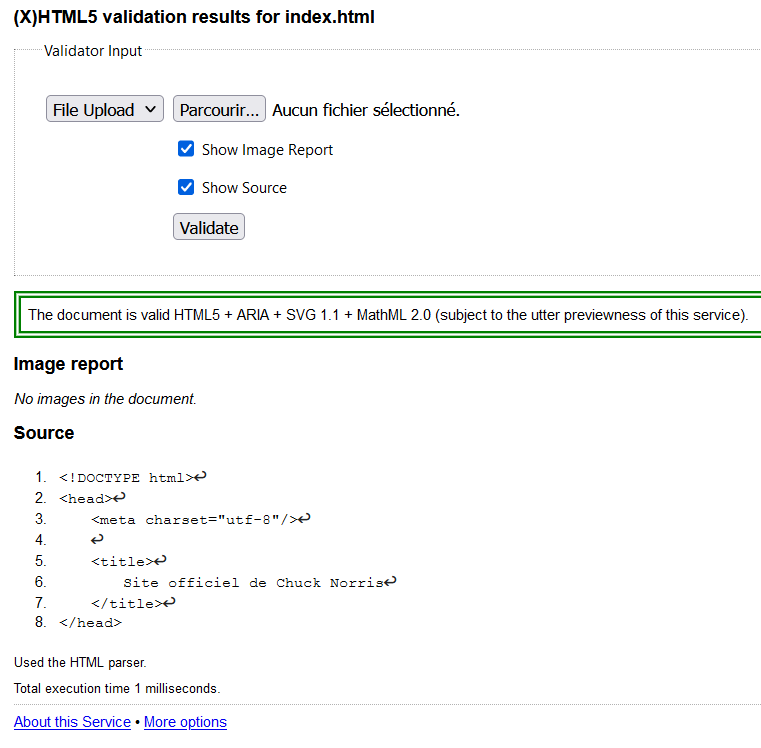 (X)HTML5 validation results for index.html
Validator Input
File Upload Parcourir... Aucun fichier sélectionné.
Show Image Report
Show Source
Validate
The document is valid HTML5 + ARIA + SVG 1.1 + MathML 2.0 (subject to the utter previewness of this service).
Image report
No images in the document.
Source
1. <!DOCTYPE html>↩
2. <head>↩
3.     <meta charset="utf-8"/>↩
4.     ↩
5.     <title>↩
6.         Site officiel de Chuck Norris↩
7.     </title>↩
8. </head>
Used the HTML parser.
Total execution time 1 milliseconds.
About this Service • More options